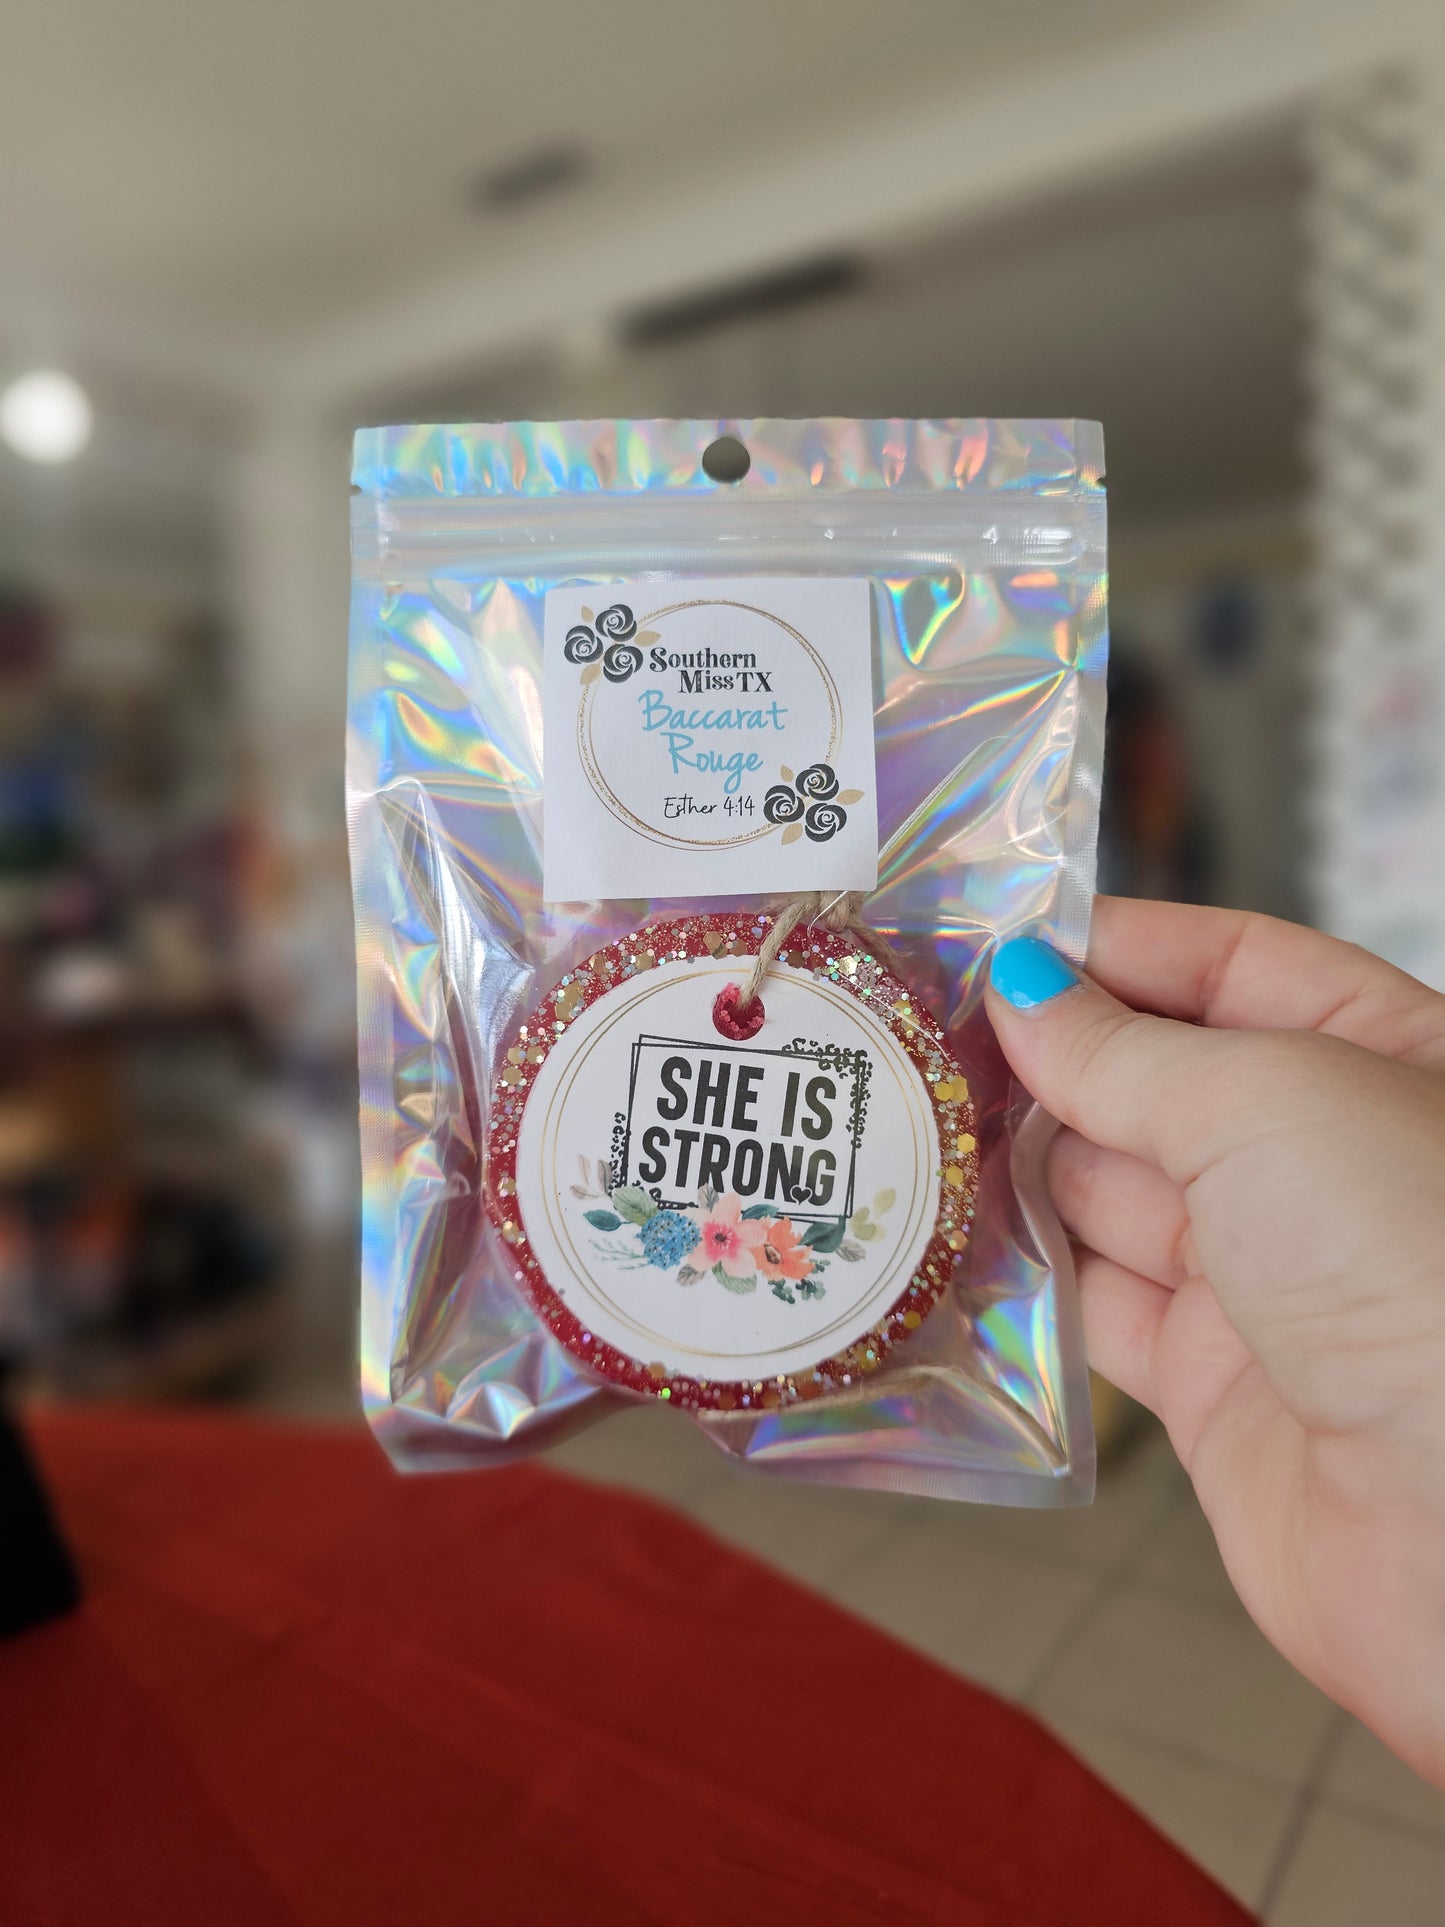 Southern
Miss TX
Baccarat
Rouge
Esther 4:14
SHE IS
STRONG